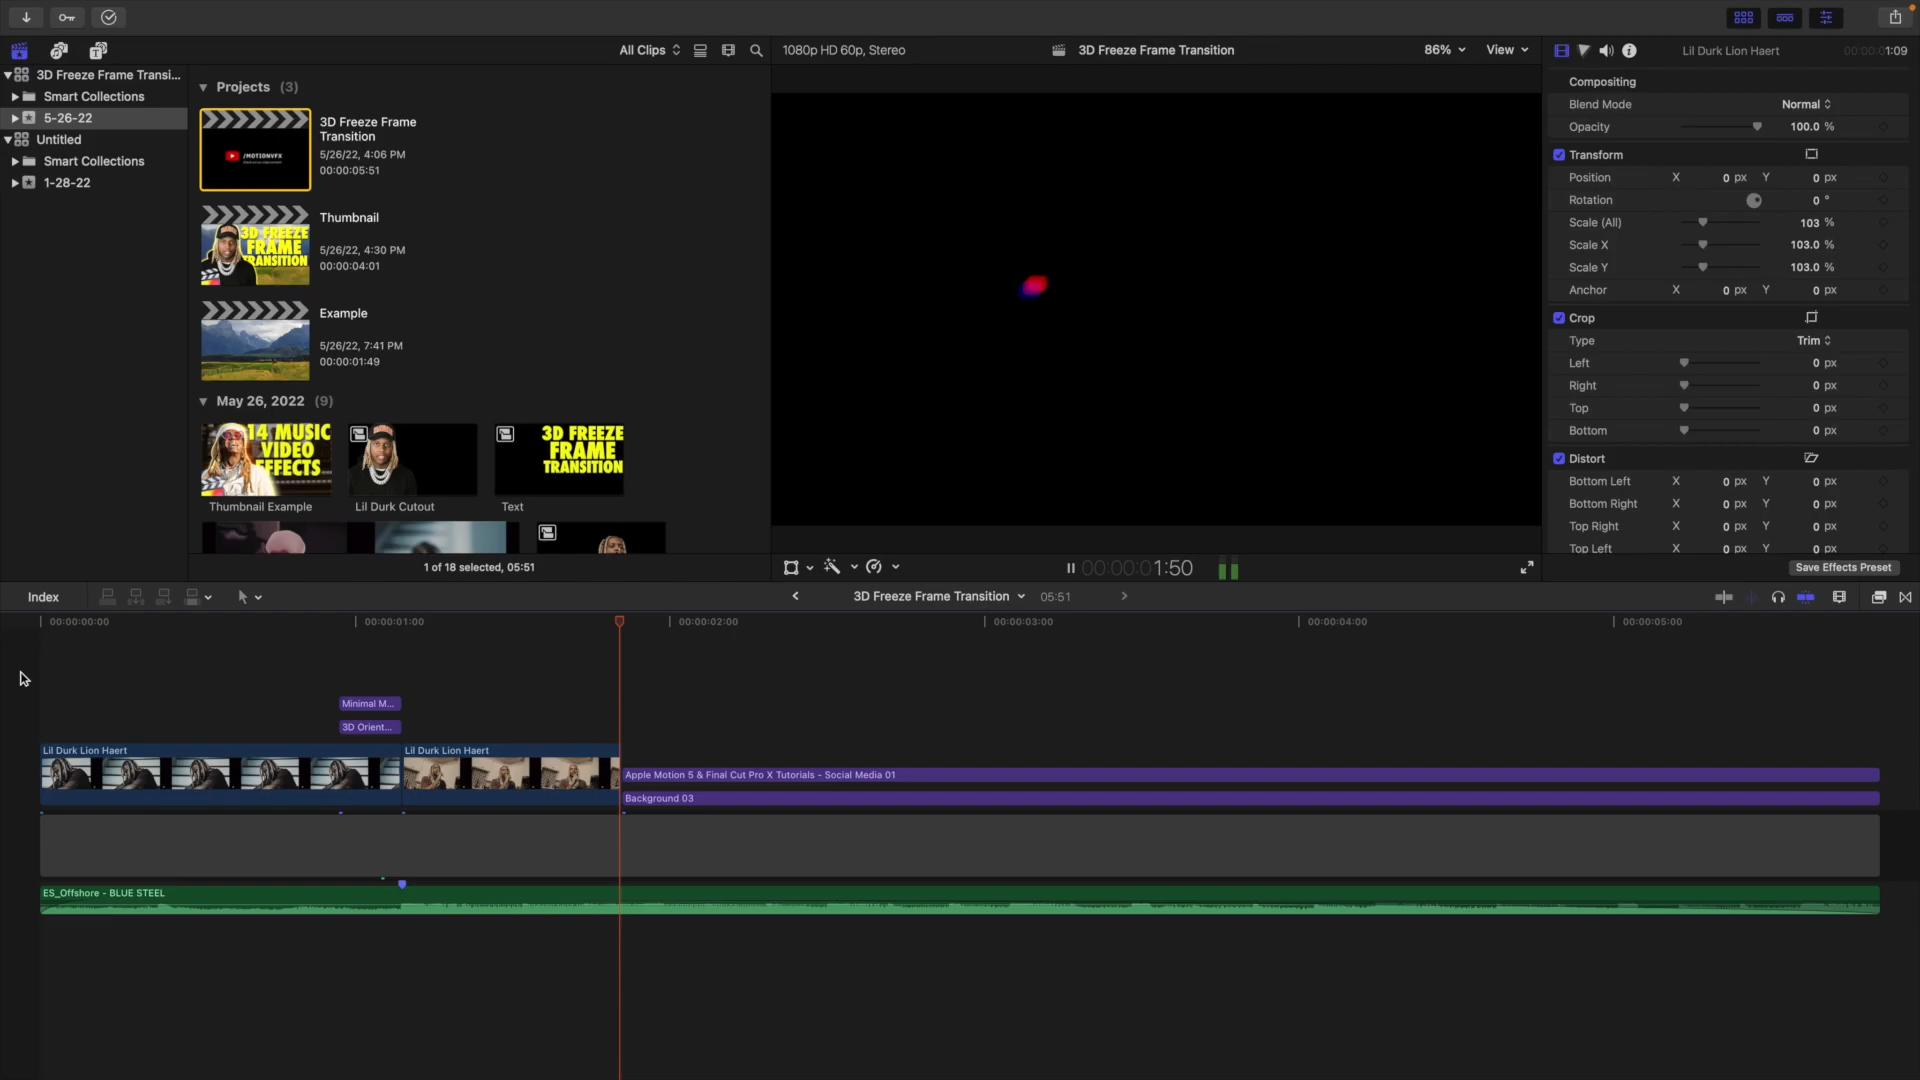 All Clips
1080p HD 60p, Stereo
3D Freeze Frame Transition
86%
View
Lil Durk Lion Haert
00:00:01:09
3D Freeze Frame Transi...
Smart Collections
5-26-22
Untitled
Smart Collections
1-28-22
Projects (3)
/MOTIONVFX
3D Freeze Frame
Transition
5/26/22, 4:06 PM
00:00:05:51
3D FREEZE
FRAME
TRANSITION
Thumbnail
5/26/22, 4:30 PM
00:00:04:01
Example
5/26/22, 7:41 PM
00:00:01:49
May 26, 2022 (9)
14 MUSIC
VIDEO
EFFECTS
3D FREEZE
FRAME
TRANSITION
Thumbnail Example
Lil Durk Cutout
Text
1 of 18 selected, 05:51
00:00:01:50
Compositing
Blend Mode Normal
Opacity 100.0 %
Transform
Position X 0 px Y 0 px
Rotation 0 °
Scale (All) 103 %
Scale X 103.0 %
Scale Y 103.0 %
Anchor X 0 px Y 0 px
Crop
Type Trim
Left 0 px
Right 0 px
Top 0 px
Bottom 0 px
Distort
Bottom Left X 0 px Y 0 px
Bottom Right X 0 px Y 0 px
Top Right X 0 px Y 0 px
Top Left X 0 px Y 0 px
Save Effects Preset
Index
3D Freeze Frame Transition
05:51
00:00:00:00
00:00:01:00
00:00:02:00
00:00:03:00
00:00:04:00
00:00:05:00
Minimal M...
3D Orient...
Lil Durk Lion Haert
Lil Durk Lion Haert
Apple Motion 5 & Final Cut Pro X Tutorials - Social Media 01
Background 03
ES_Offshore - BLUE STEEL